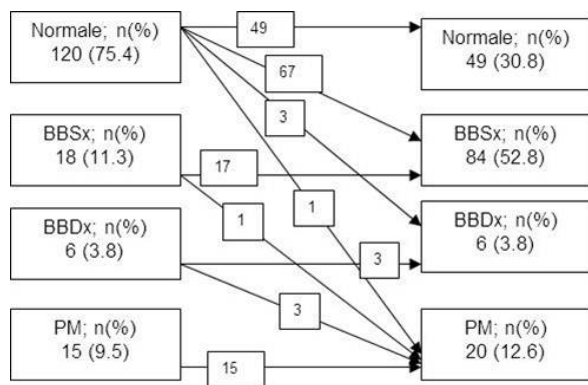 Normale; n(%)
120 (75.4)
49
Normale; n(%)
49 (30.8)
67
3
BBSx; n(%)
18 (11.3)
17
BBSx; n(%)
84 (52.8)
1
1
BBDx; n(%)
6 (3.8)
3
BBDx; n(%)
6 (3.8)
3
PM; n(%)
15 (9.5)
15
PM; n(%)
20 (12.6)